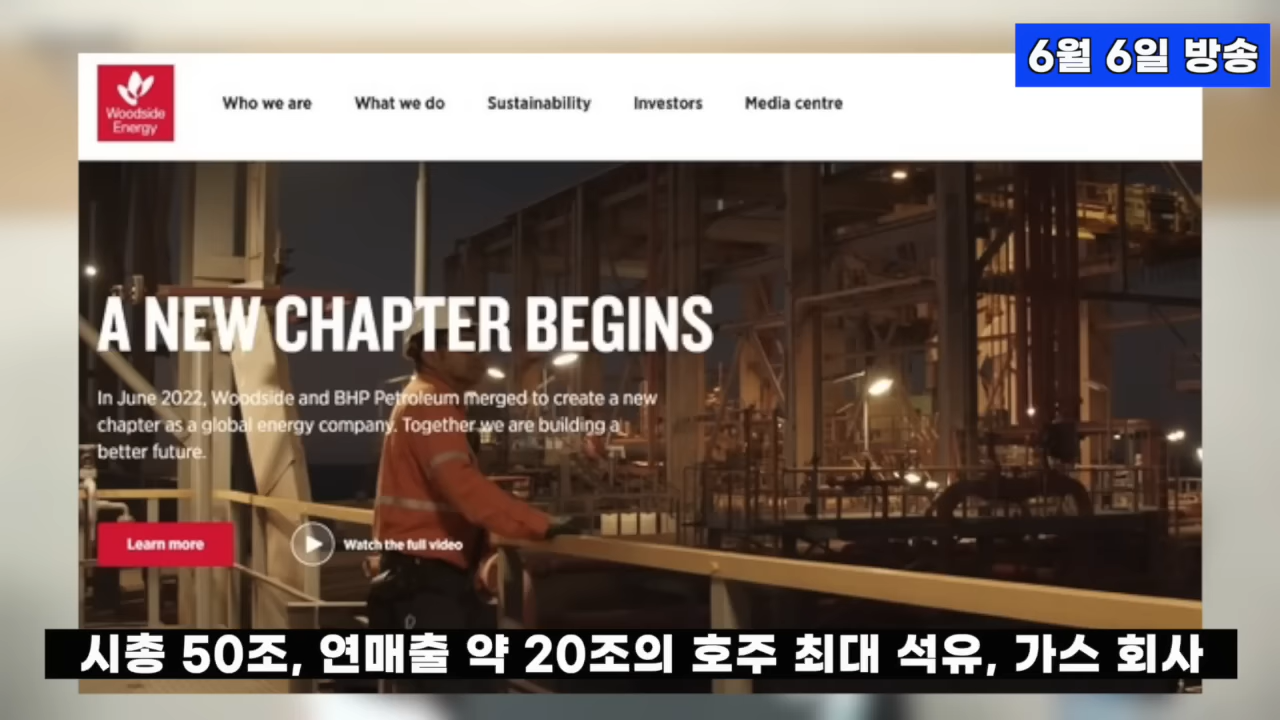 6월 6일 방송
Woodside
Energy
Who we are
What we do
Sustainability
Investors
Media centre
A NEW CHAPTER BEGINS
In June 2022, Woodside and BHP Petroleum merged to create a new
chapter as a global energy company. Together we are building a
better future.
Learn more
Watch the full video
시총 50조, 연매출 약 20조의 호주 최대 석유, 가스 회사